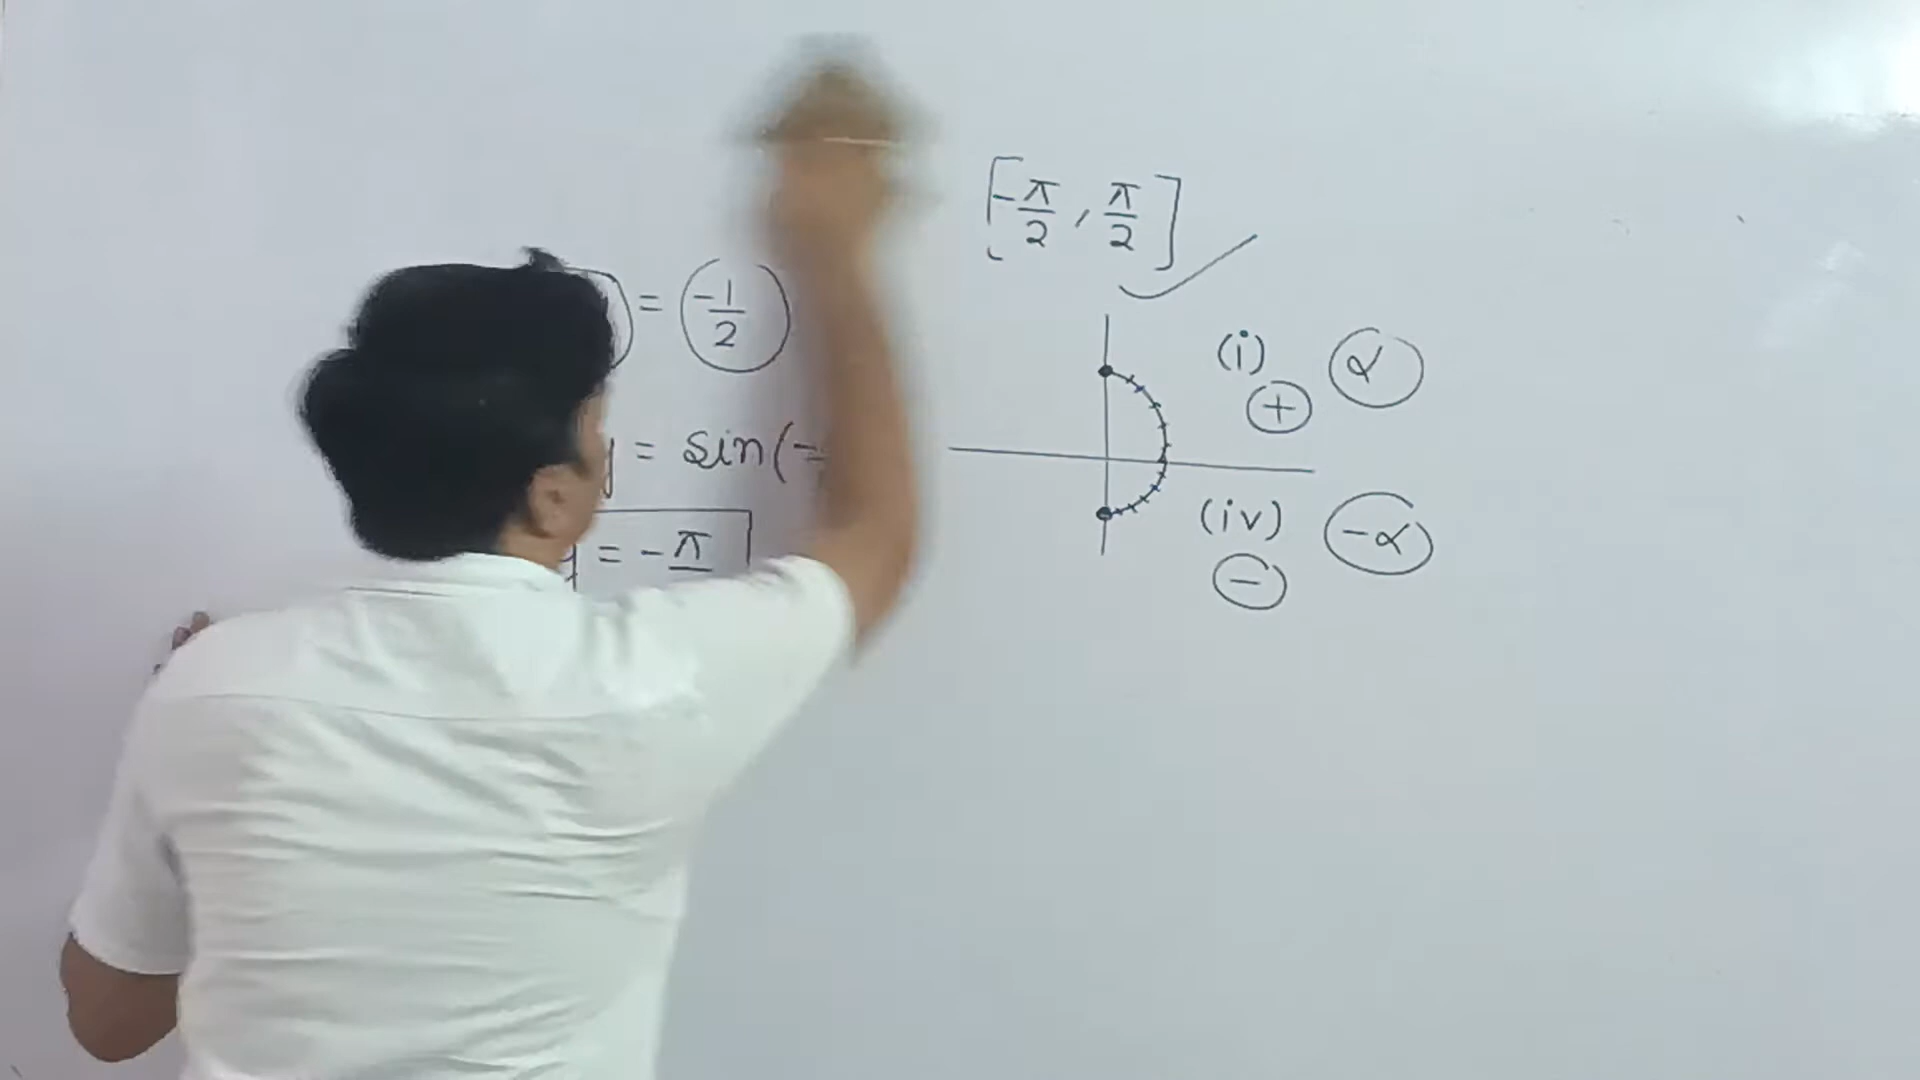 [-π/2, π/2]
= (-1/2)
(i) α
+
y = sin(-
(iv) -α
-
y = -π